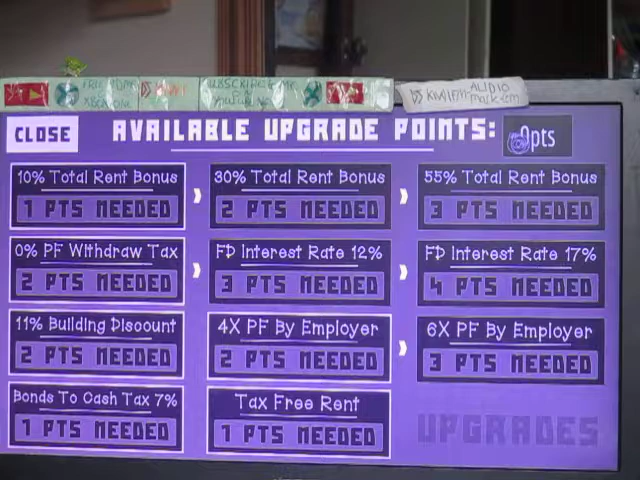 CLOSE
AVAILABLE UPGRADE POINTS:
0pts
10% Total Rent Bonus
1 PTS NEEDED
30% Total Rent Bonus
2 PTS NEEDED
55% Total Rent Bonus
3 PTS NEEDED
0% PF Withdraw Tax
2 PTS NEEDED
FD Interest Rate 12%
3 PTS NEEDED
FD Interest Rate 17%
4 PTS NEEDED
11% Building Discount
2 PTS NEEDED
4X PF By Employer
2 PTS NEEDED
6X PF By Employer
3 PTS NEEDED
Bonds To Cash Tax 7%
1 PTS NEEDED
Tax Free Rent
1 PTS NEEDED
UPGRADES